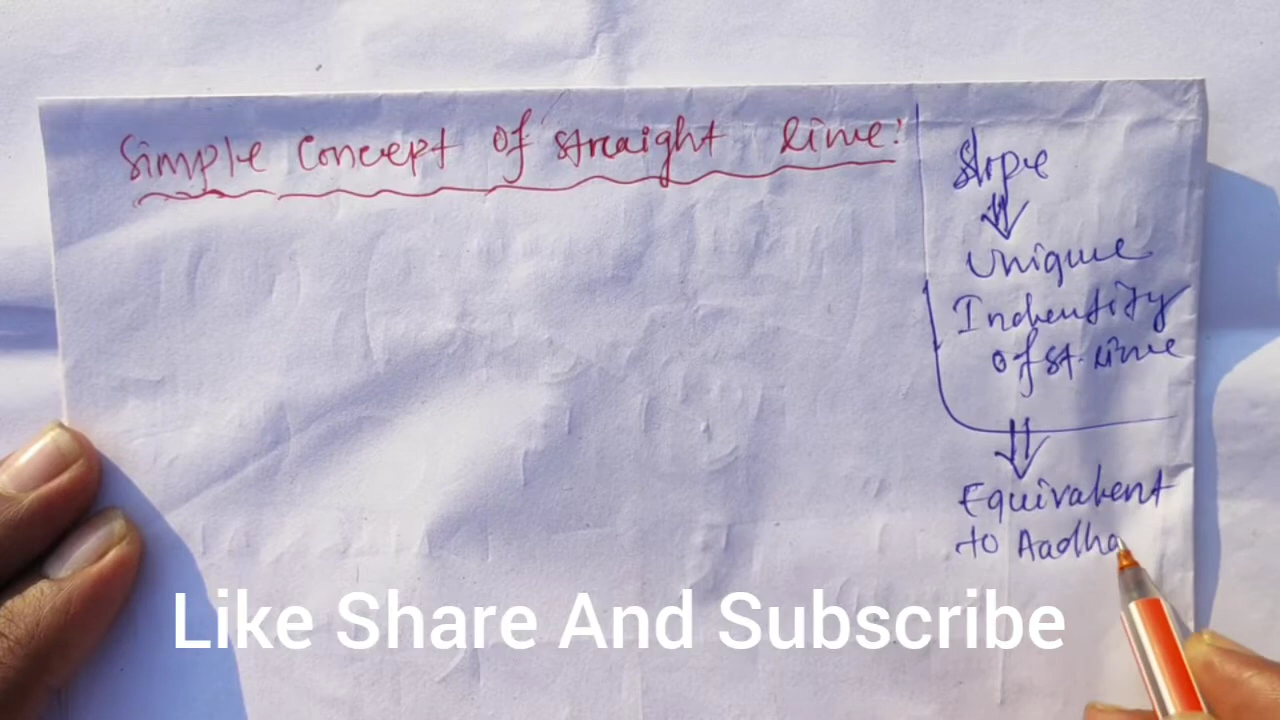 Simple Concept of straight line:
Slope
Unique
Indentity
of st. line
Equivalent
to Aadha
Like Share And Subscribe